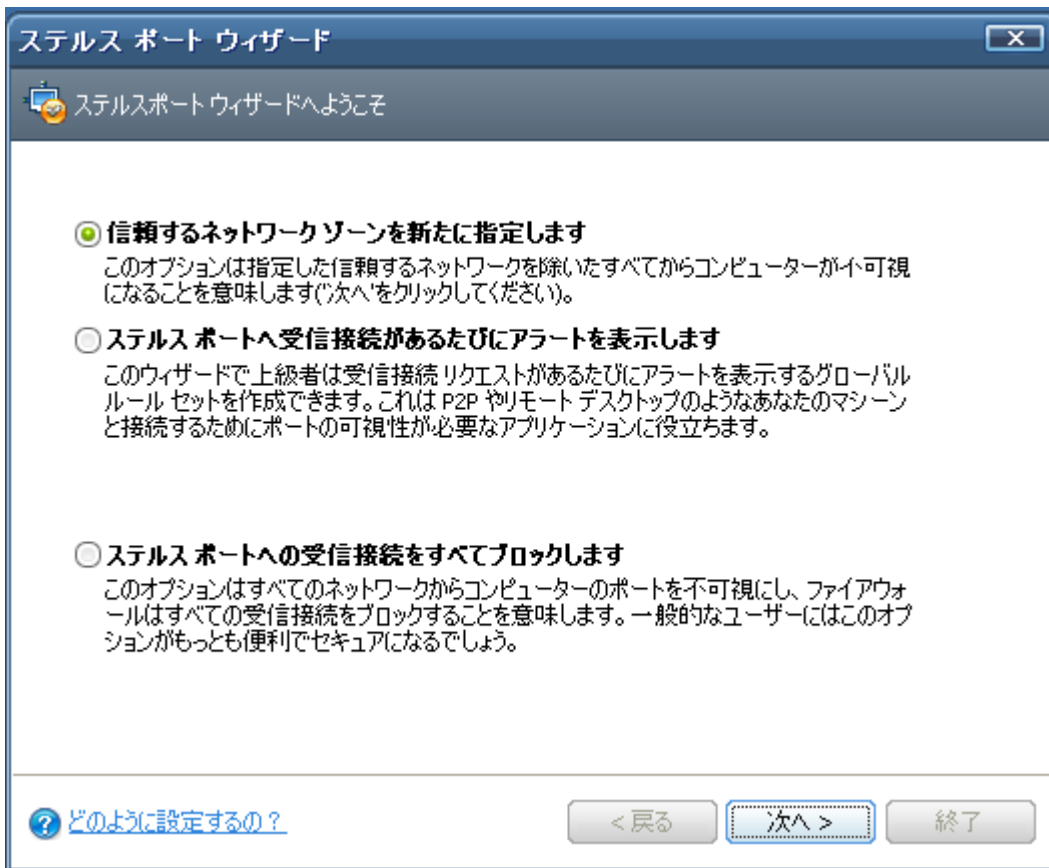 ステルス ポート ウィザード
ステルスポート ウィザードへようこそ
信頼するネットワーク ゾーンを新たに指定します
このオプションは指定した信頼するネットワークを除いたすべてからコンピューターが不可視
になることを意味します('次へ'をクリックしてください)。
ステルス ポートへ受信接続があるたびにアラートを表示します
このウィザードで上級者は受信接続リクエストがあるたびにアラートを表示するグローバル
ルール セットを作成できます。これは P2P やリモート デスクトップのようなあなたのマシーン
と接続するためにポートの可視性が必要なアプリケーションに役立ちます。
ステルス ポートへの受信接続をすべてブロックします
このオプションはすべてのネットワークからコンピューターのポートを不可視にし、ファイアウォ
ールはすべての受信接続をブロックすることを意味します。一般的なユーザーにはこのオプ
ションがもっとも便利でセキュアになるでしょう。
どのように設定するの？
< 戻る
次へ >
終了